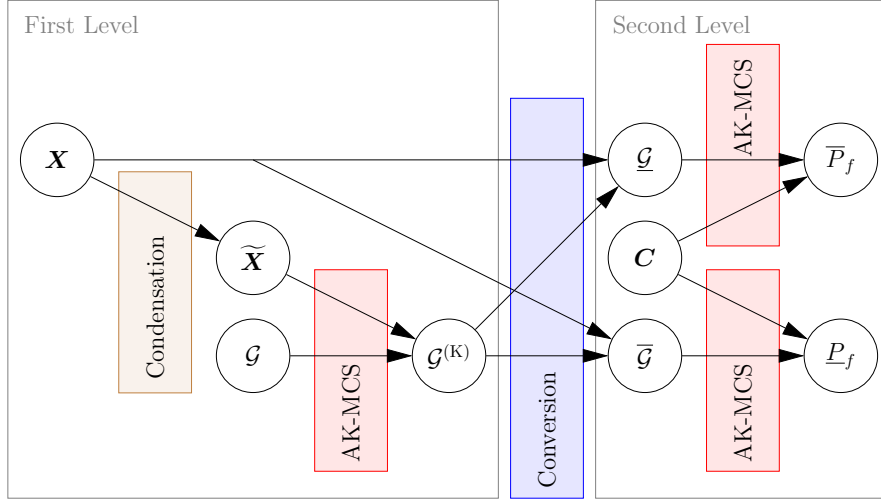 First Level
Second Level
AK-MCS
𝑿
𝒢̲
P̅_f
Condensation
𝑿̃
𝑪
𝒢
AK-MCS
𝒢^(K)
Conversion
𝒢̅
AK-MCS
P̲_f